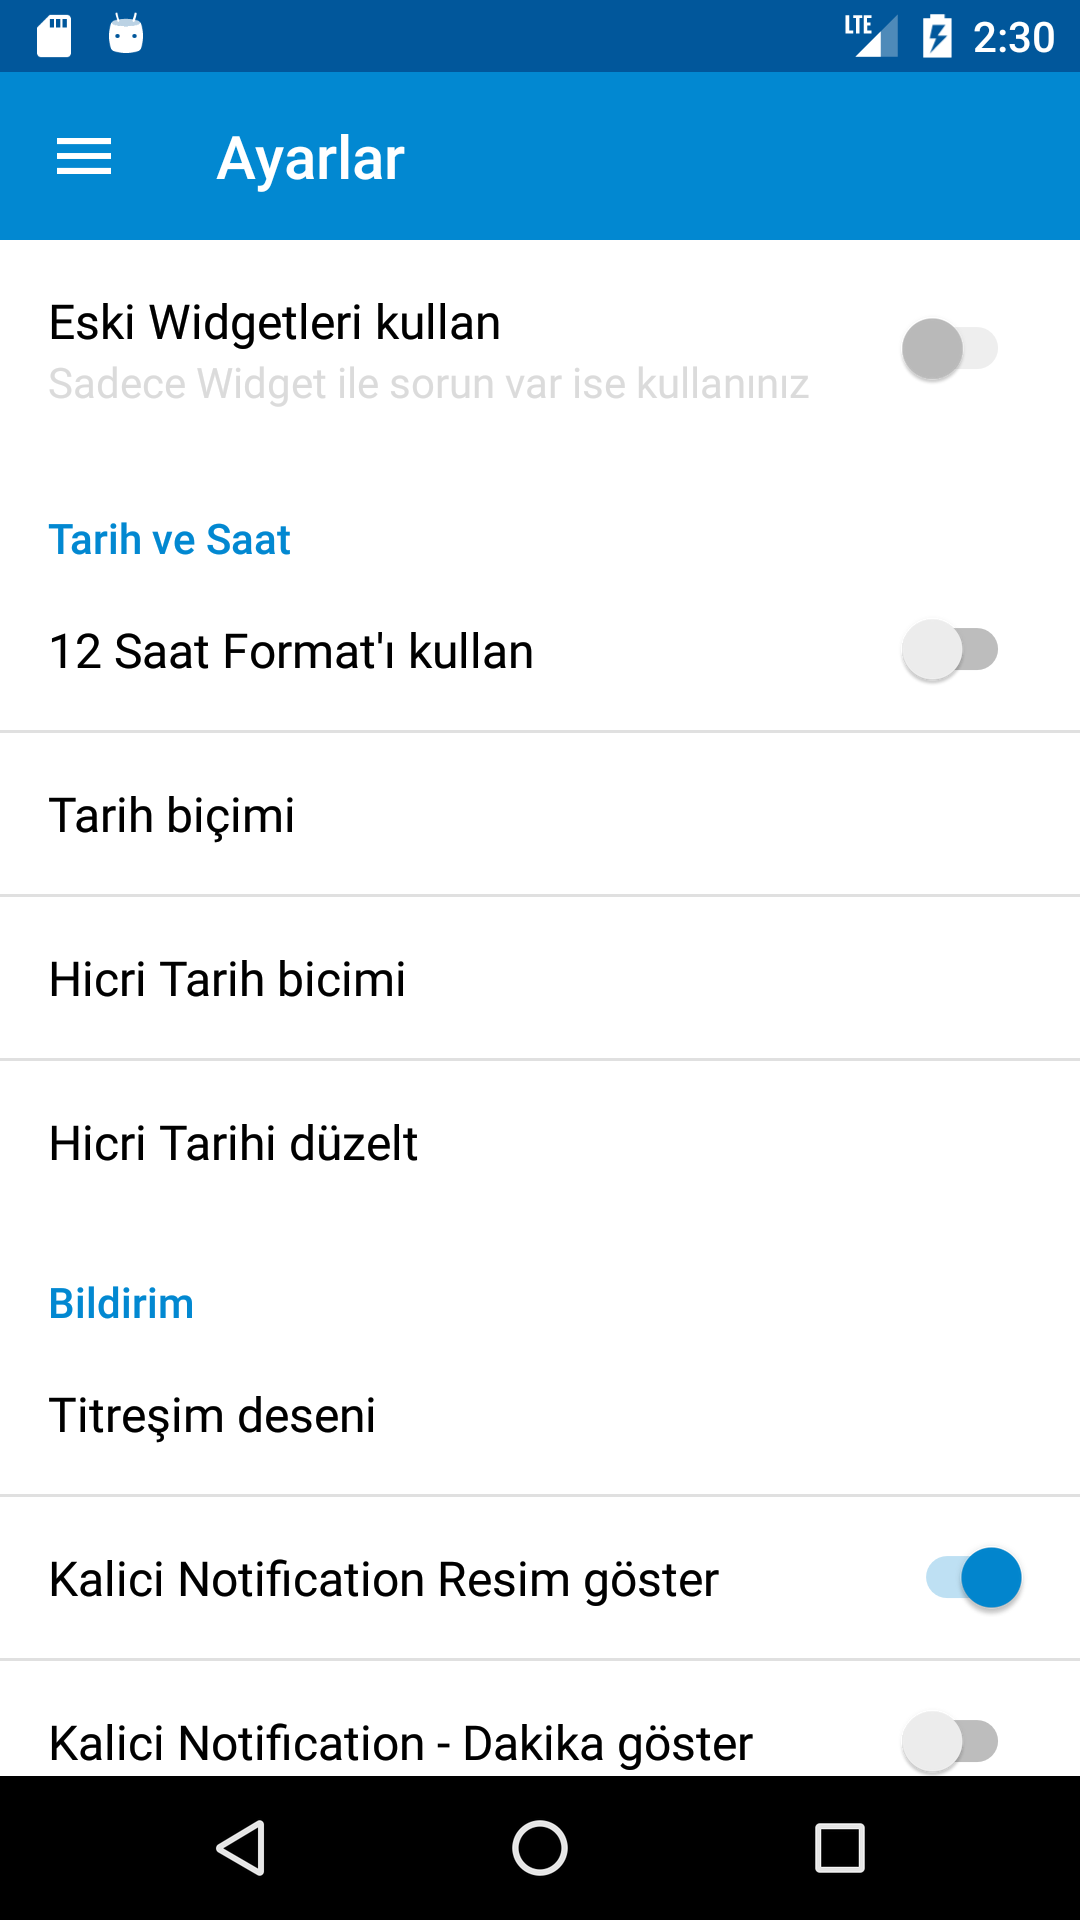 LTE 2:30
Ayarlar
Eski Widgetleri kullan
Sadece Widget ile sorun var ise kullanınız
Tarih ve Saat
12 Saat Format'ı kullan
Tarih biçimi
Hicri Tarih bicimi
Hicri Tarihi düzelt
Bildirim
Titreşim deseni
Kalici Notification Resim göster
Kalici Notification - Dakika göster